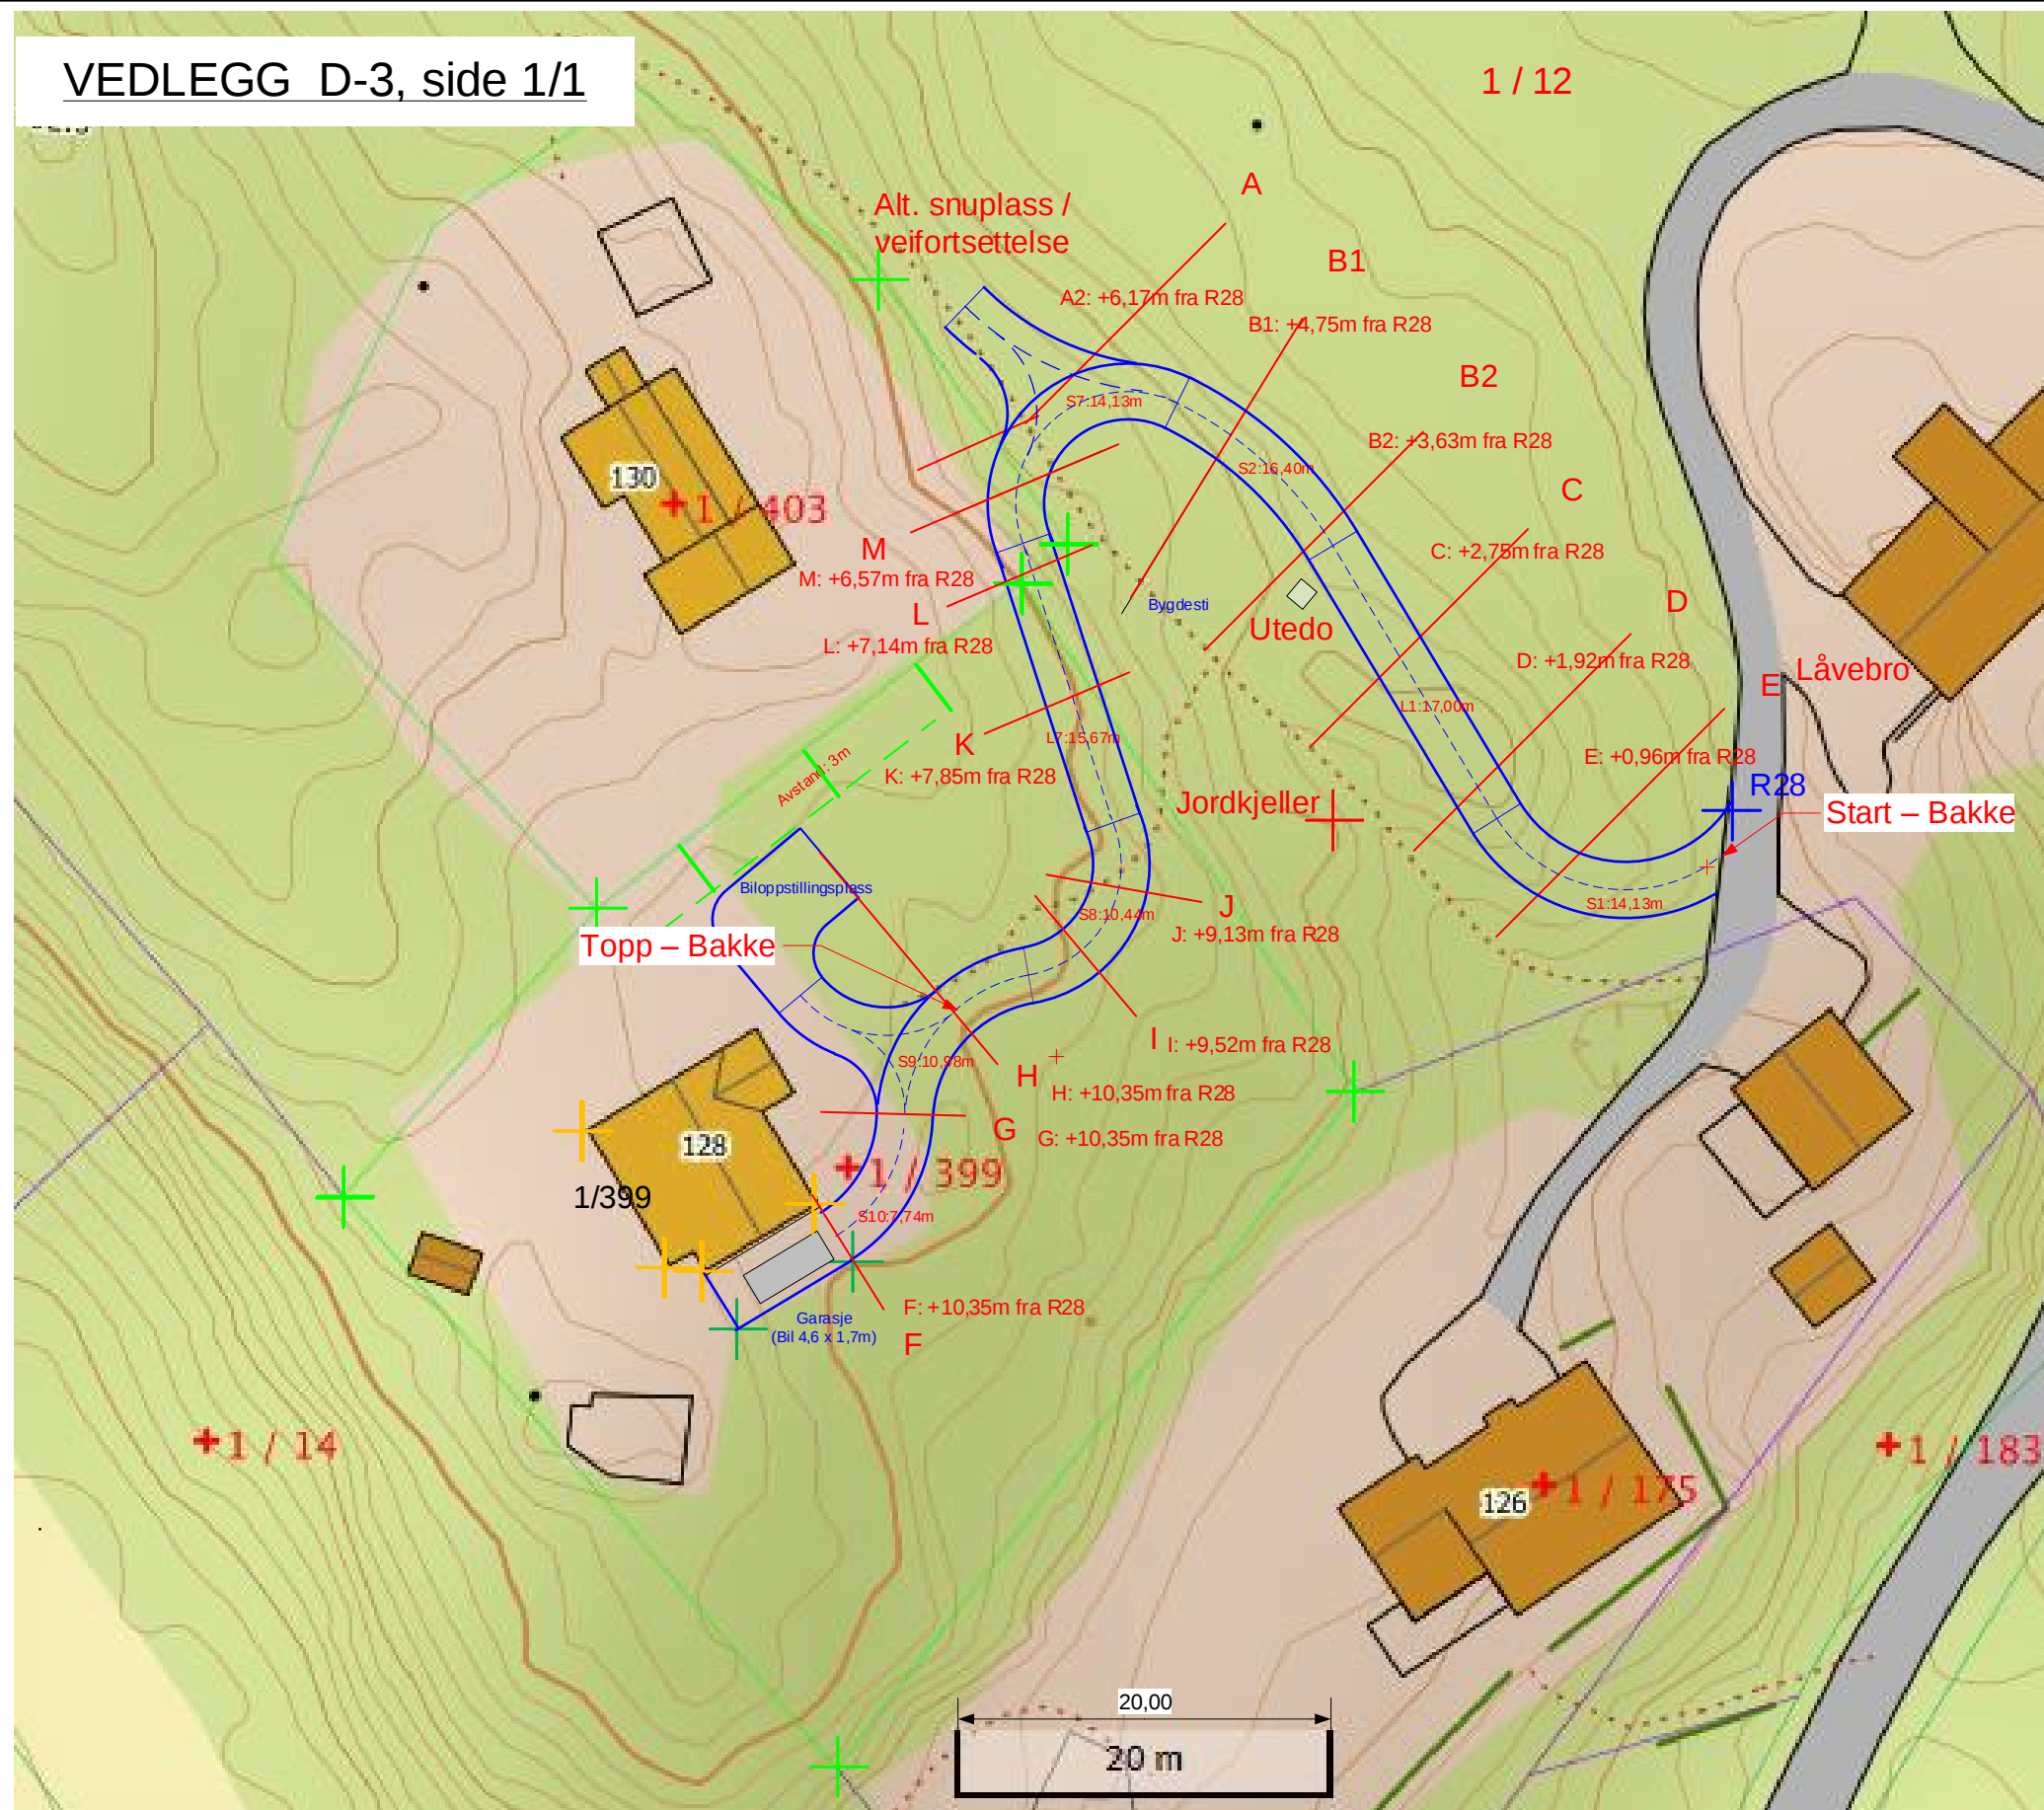 VEDLEGG  D-3, side 1/1
1 / 12
A
Alt. snuplass /
veifortsettelse
B1
A2: +6,17m fra R28
B1: +4,75m fra R28
B2
S7:14,13m
B2: +3,63m fra R28
S2:16,40m
130
1 / 403
C
M
C: +2,75m fra R28
M: +6,57m fra R28
L
Bygdesti
D
Utedo
L: +7,14m fra R28
D: +1,92m fra R28
Låvebro
E
L1:17,00m
K
L7:15,67m
E: +0,96m fra R28
Avstand: 3m
K: +7,85m fra R28
R28
Jordkjeller
Start – Bakke
Biloppstillingsplass
J
S8:10,44m
S1:14,13m
J: +9,13m fra R28
Topp – Bakke
I
I: +9,52m fra R28
S9:10,98m
H
H: +10,35m fra R28
G
G: +10,35m fra R28
128
1 / 399
1/399
S10:7,74m
F: +10,35m fra R28
Garasje
(Bil 4,6 x 1,7m)
F
1 / 14
1 / 183
126
1 / 175
20,00
20 m